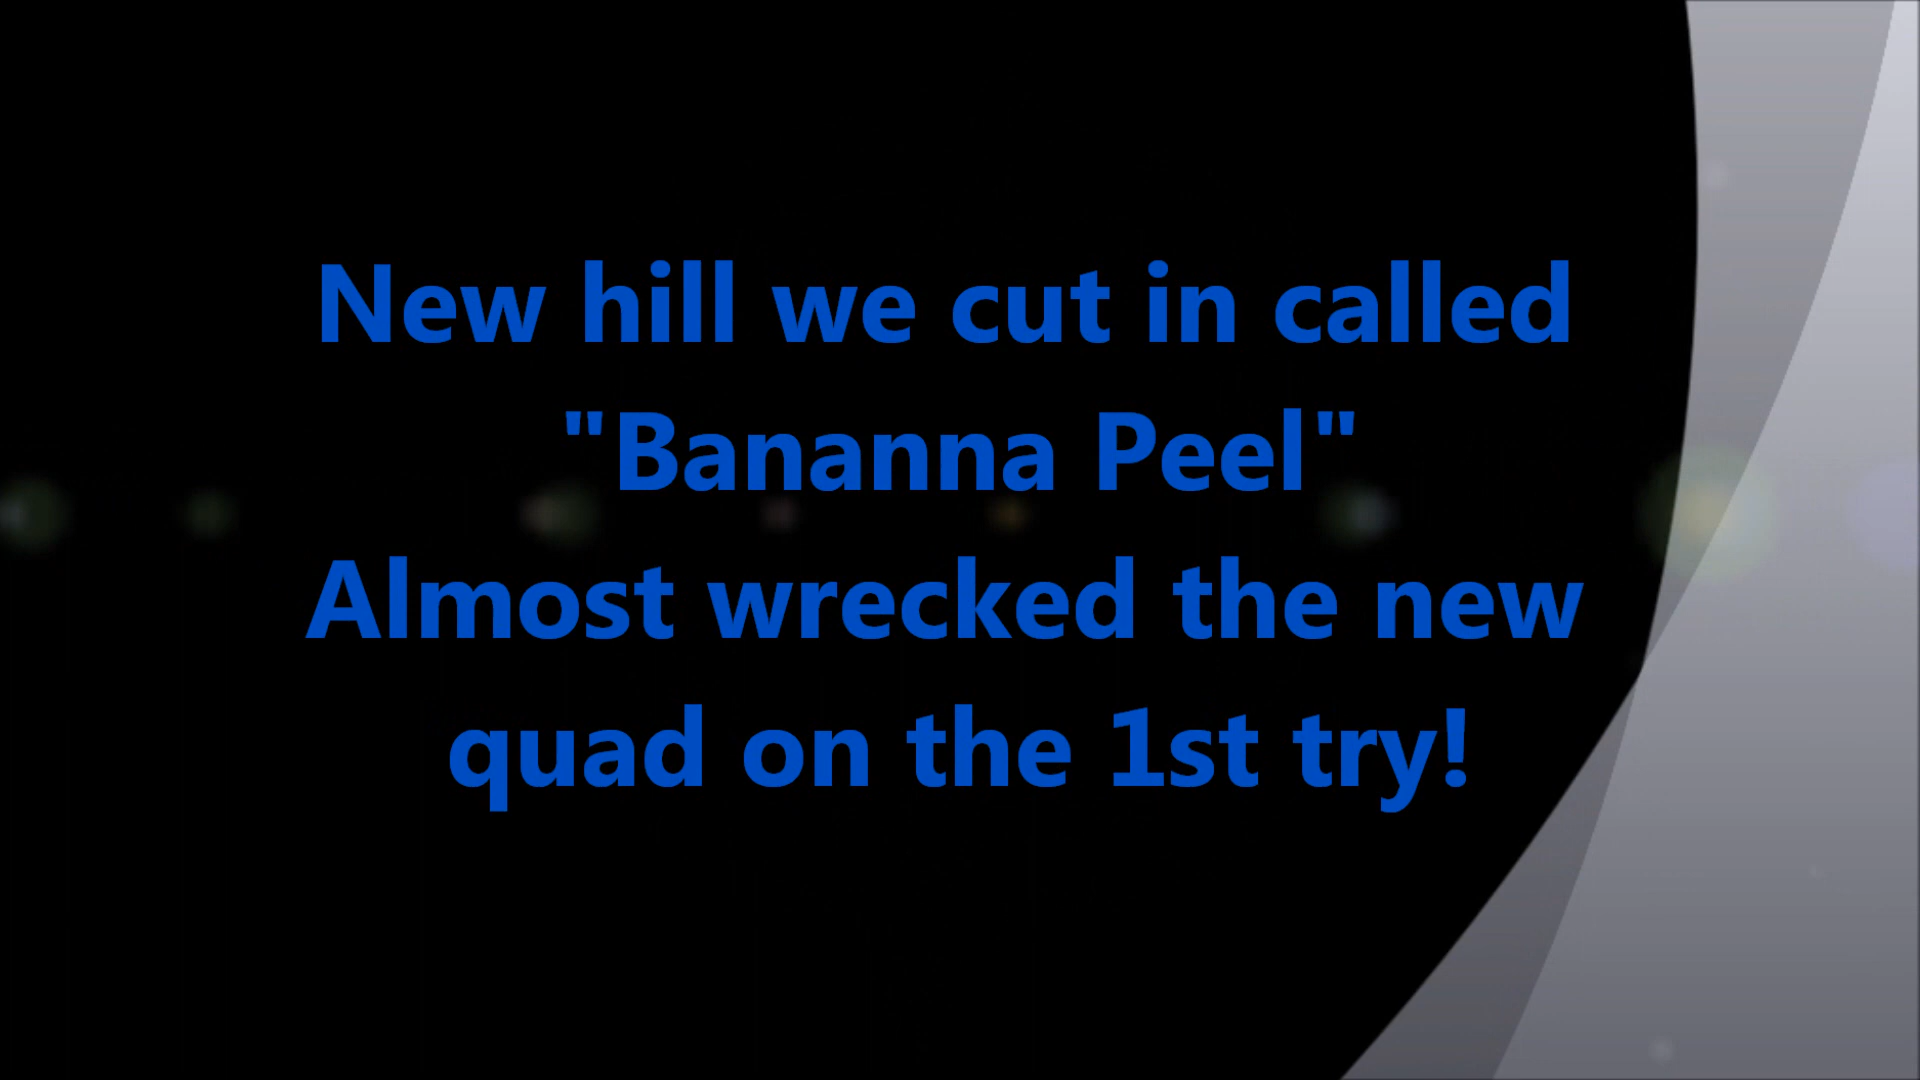 New hill we cut in called
"Bananna Peel"
Almost wrecked the new
quad on the 1st try!